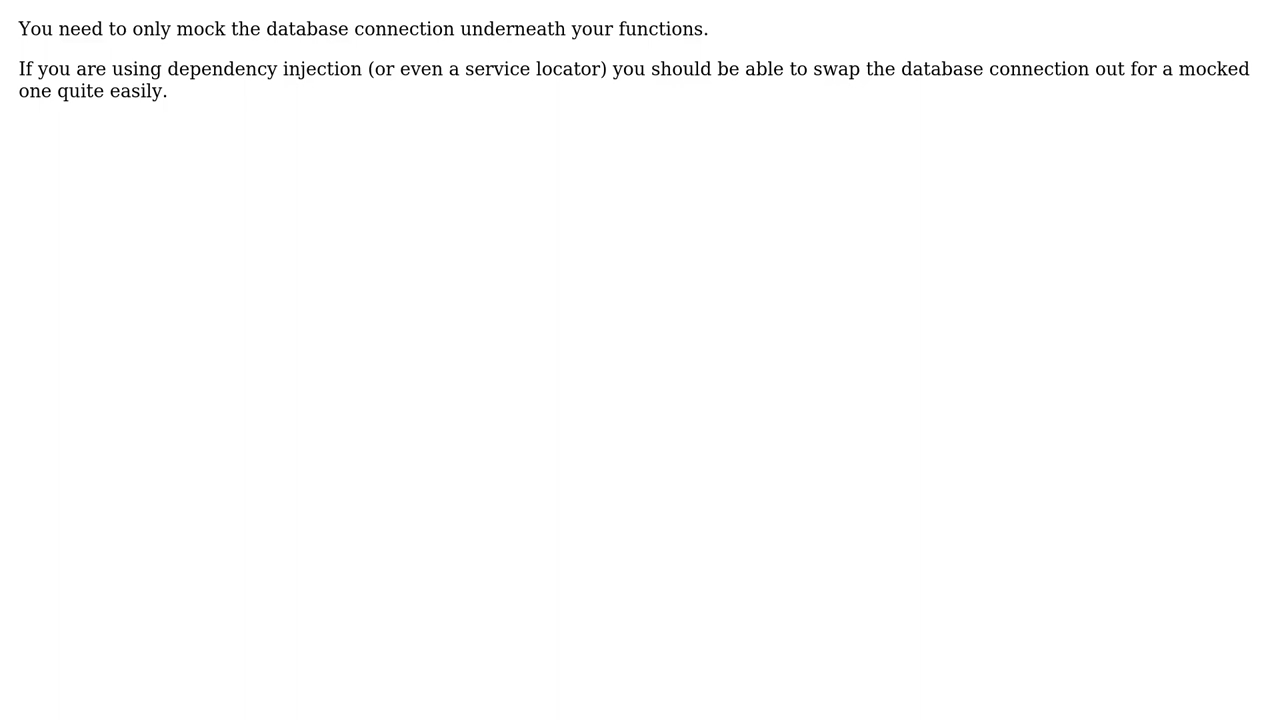 You need to only mock the database connection underneath your functions.
If you are using dependency injection (or even a service locator) you should be able to swap the database connection out for a mocked
one quite easily.